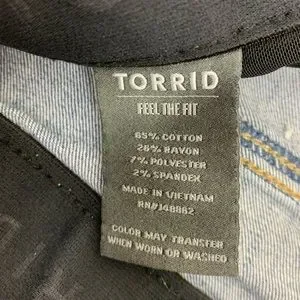 TORRID
FEEL THE FIT
65% COTTON
26% RAYON
7% POLYESTER
2% SPANDEX
MADE IN VIETNAM
RN#148882
COLOR MAY TRANSFER
WHEN WORN OR WASHED